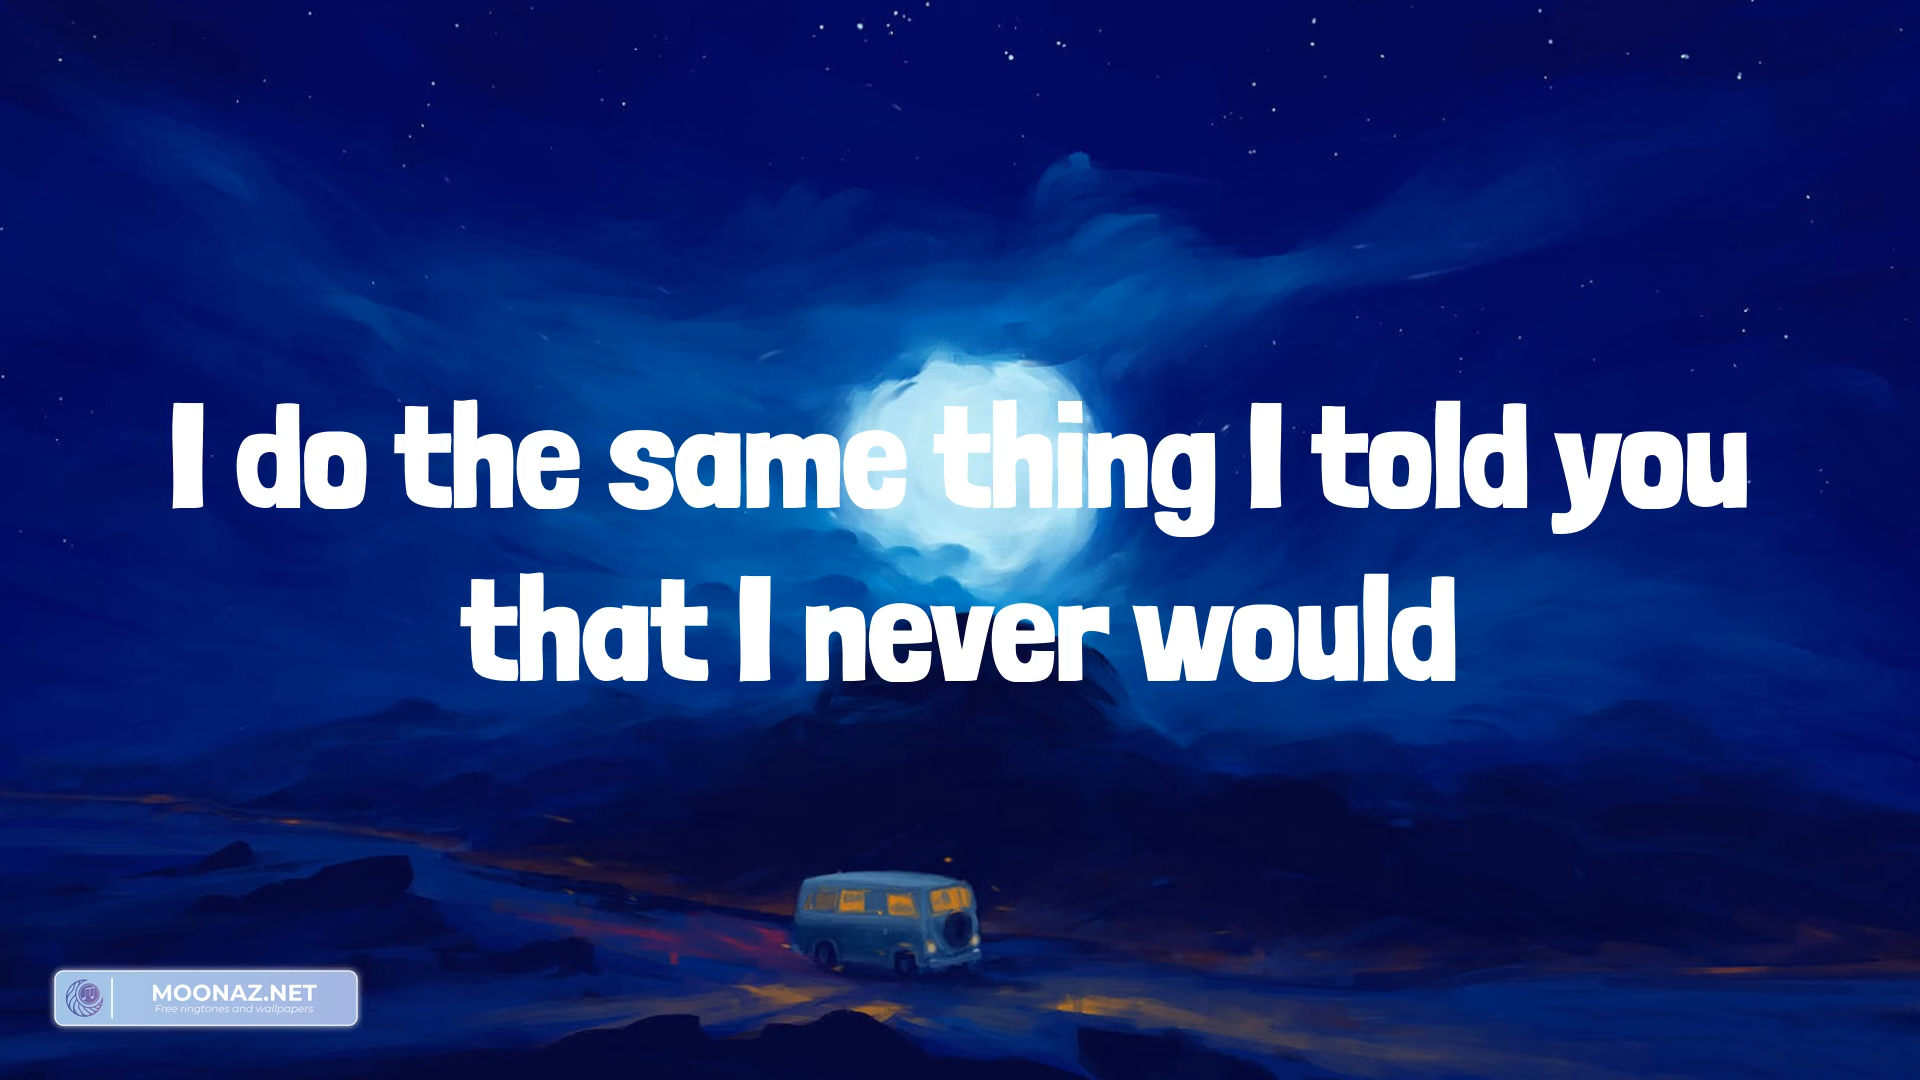 I do the same thing I told you
that I never would
MOONAZ.NET
Free ringtones and wallpapers